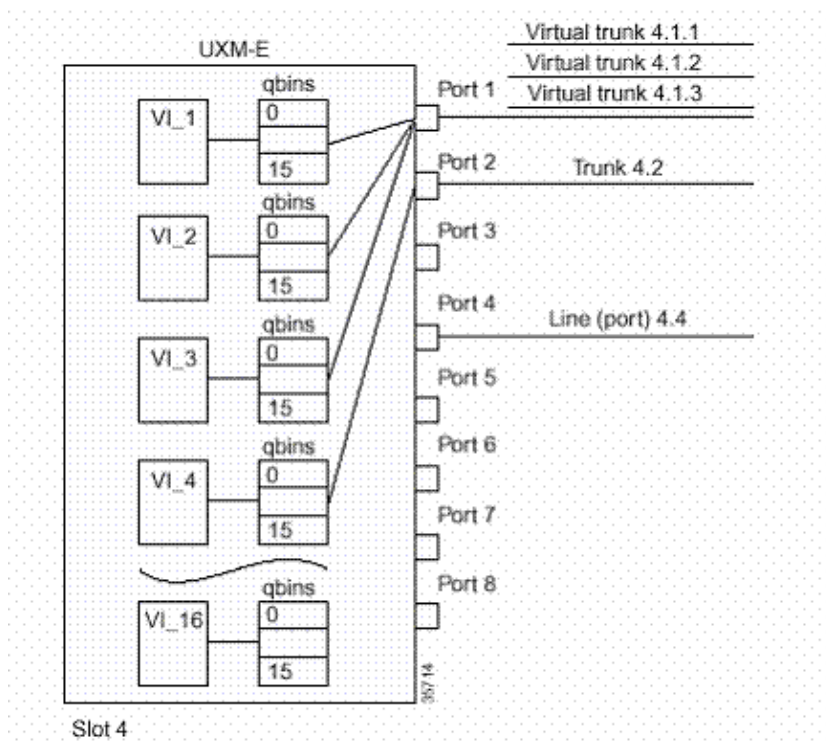 UXM-E
Virtual trunk 4.1.1
Virtual trunk 4.1.2
Virtual trunk 4.1.3
Port 1
qbins
VI_1
0
15
Port 2
Trunk 4.2
qbins
VI_2
0
15
Port 3
Port 4
Line (port) 4.4
qbins
VI_3
0
15
Port 5
qbins
VI_4
0
15
Port 6
Port 7
Port 8
qbins
VI_16
0
15
35714
Slot 4